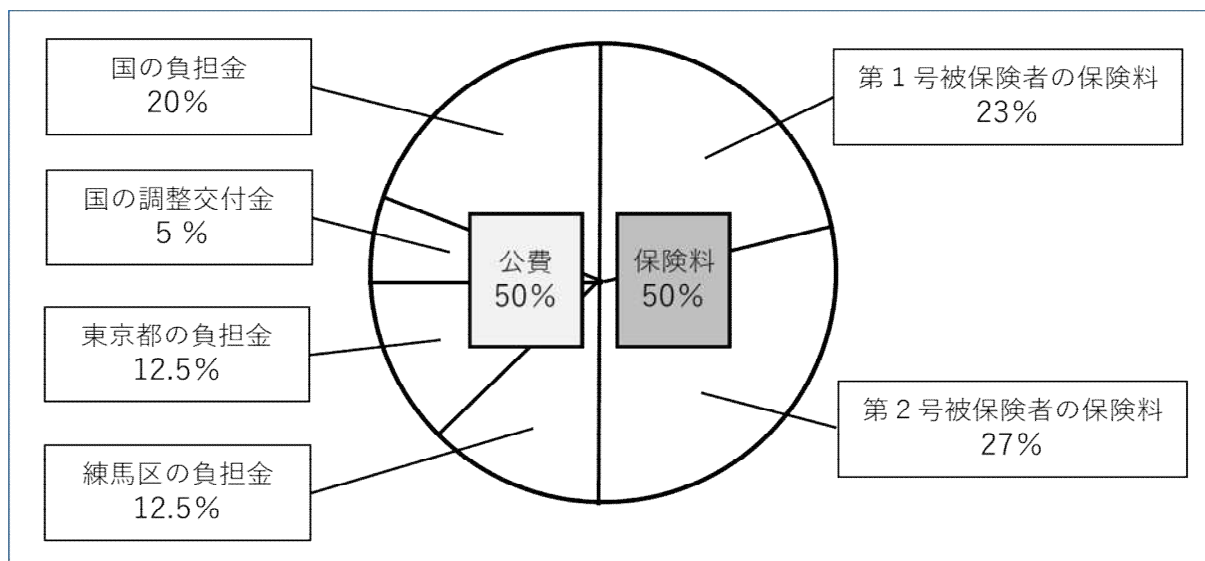 国の負担金
20%
国の調整交付金
5 %
東京都の負担金
12.5%
練馬区の負担金
12.5%
公費
50%
保険料
50%
第1号被保険者の保険料
23%
第2号被保険者の保険料
27%